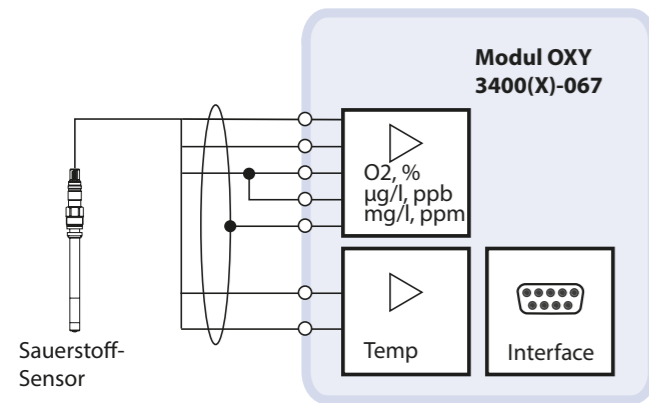 Modul OXY
3400(X)-067
O2, %
µg/l, ppb
mg/l, ppm
Sauerstoff-
Sensor
Temp
Interface